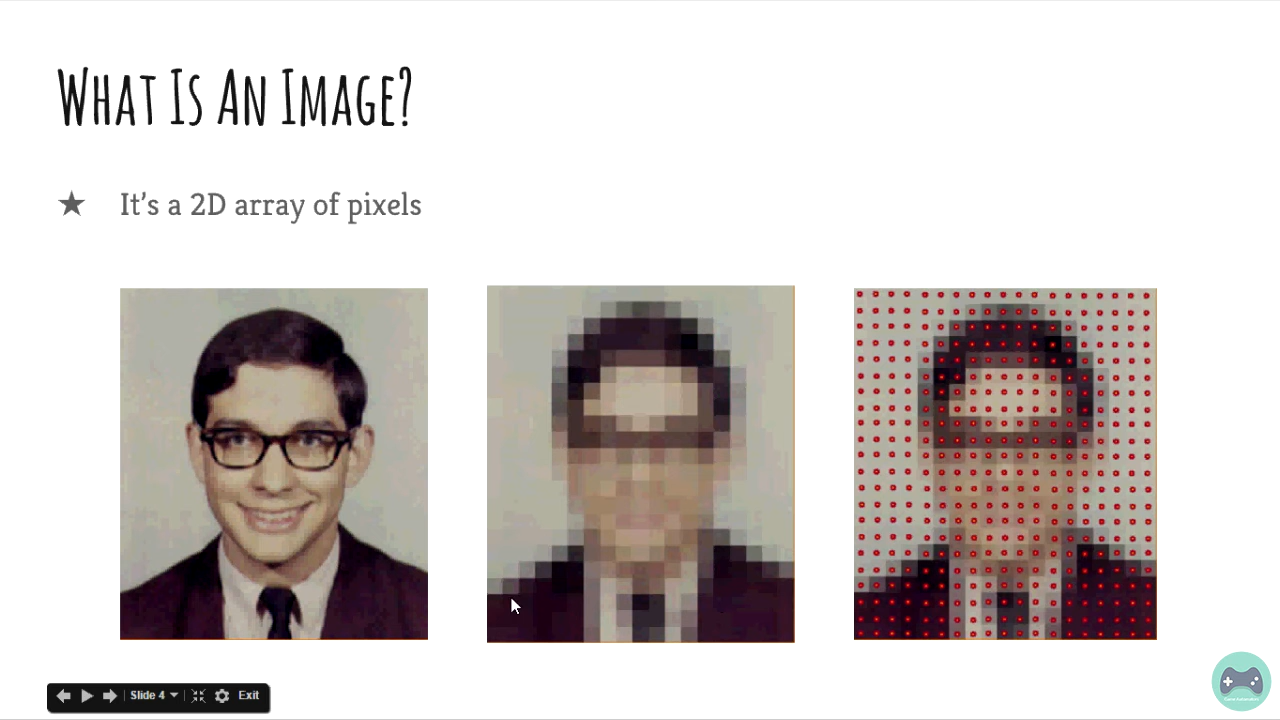 What Is An Image?
★ It's a 2D array of pixels
Slide 4
Exit